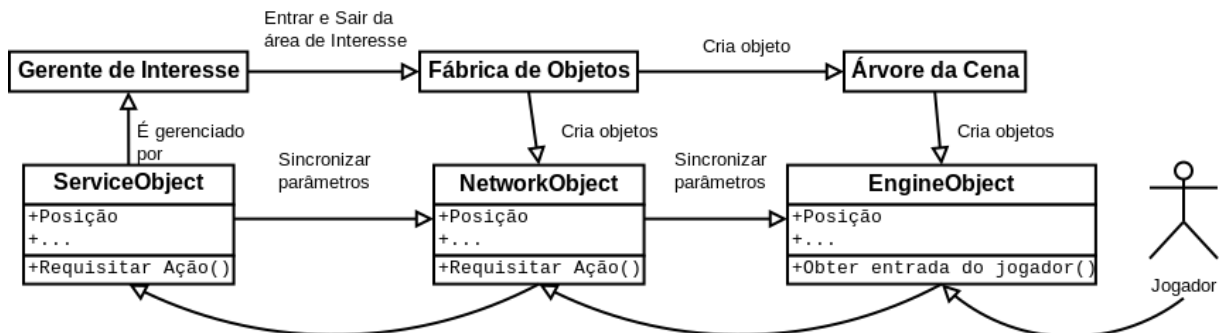 Entrar e Sair da
área de Interesse
Cria objeto
Gerente de Interesse
Fábrica de Objetos
Árvore da Cena
É gerenciado
por
Cria objetos
Cria objetos
Sincronizar
parâmetros
Sincronizar
parâmetros
ServiceObject
+Posição
+...
+Requisitar Ação()
NetworkObject
+Posição
+...
+Requisitar Ação()
EngineObject
+Posição
+...
+Obter entrada do jogador()
Jogador